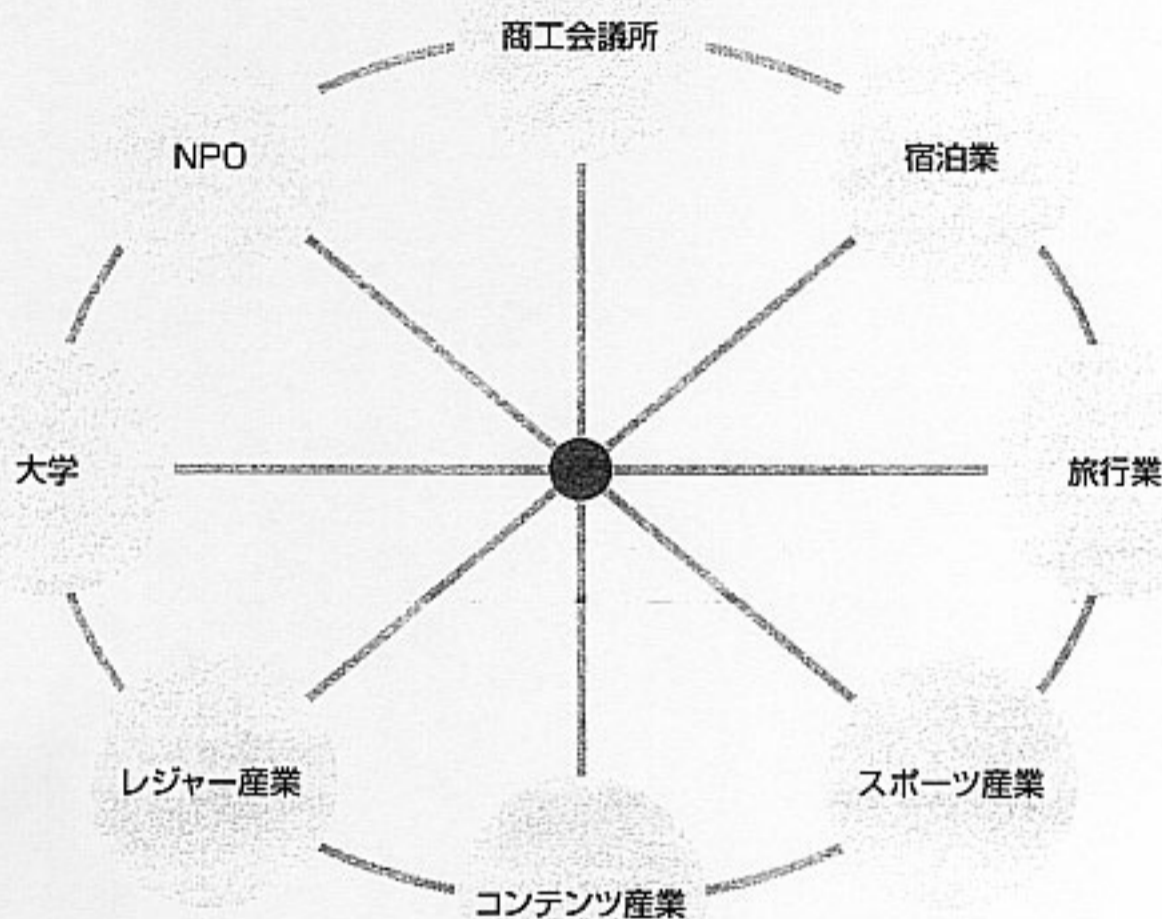 商工会議所
NPO
宿泊業
大学
旅行業
レジャー産業
スポーツ産業
コンテンツ産業